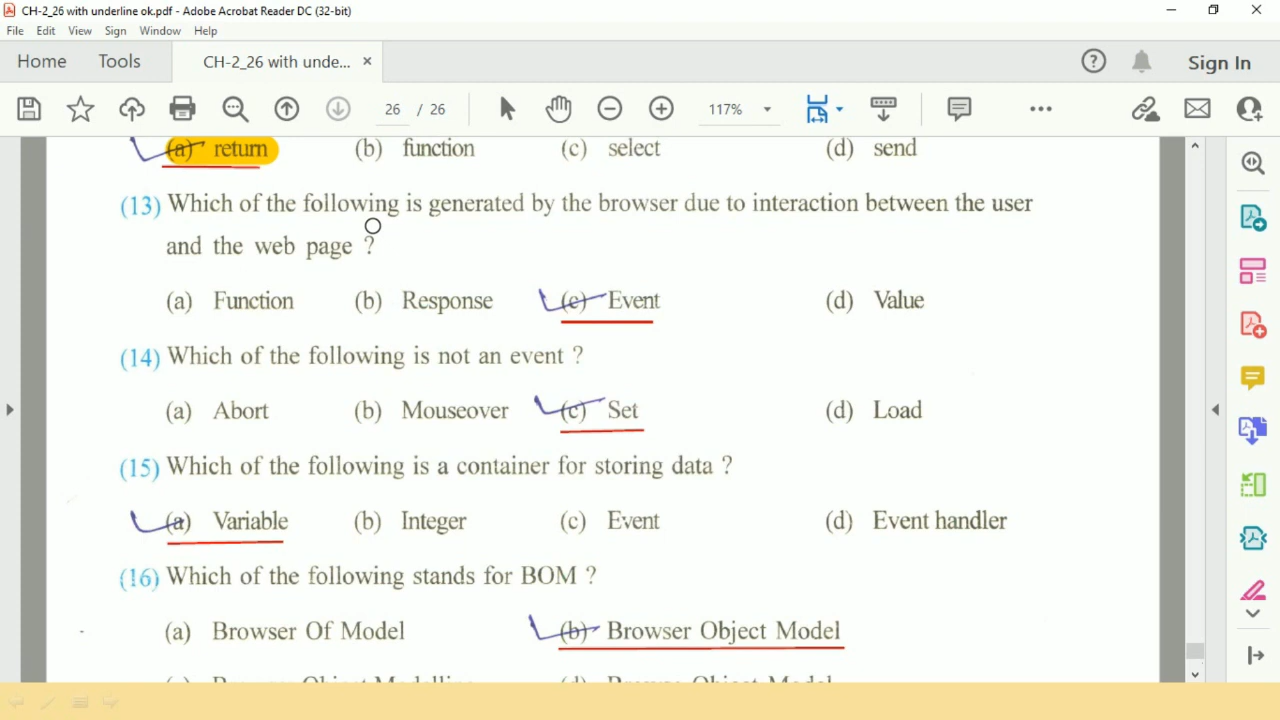 CH-2_26 with underline ok.pdf - Adobe Acrobat Reader DC (32-bit)
File Edit View Sign Window Help
Home Tools CH-2_26 with unde... × Sign In
26 / 26 117%
(a) return (b) function (c) select (d) send
(13) Which of the following is generated by the browser due to interaction between the user
and the web page ?
(a) Function (b) Response (c) Event (d) Value
(14) Which of the following is not an event ?
(a) Abort (b) Mouseover (c) Set (d) Load
(15) Which of the following is a container for storing data ?
(a) Variable (b) Integer (c) Event (d) Event handler
(16) Which of the following stands for BOM ?
(a) Browser Of Model (b) Browser Object Model